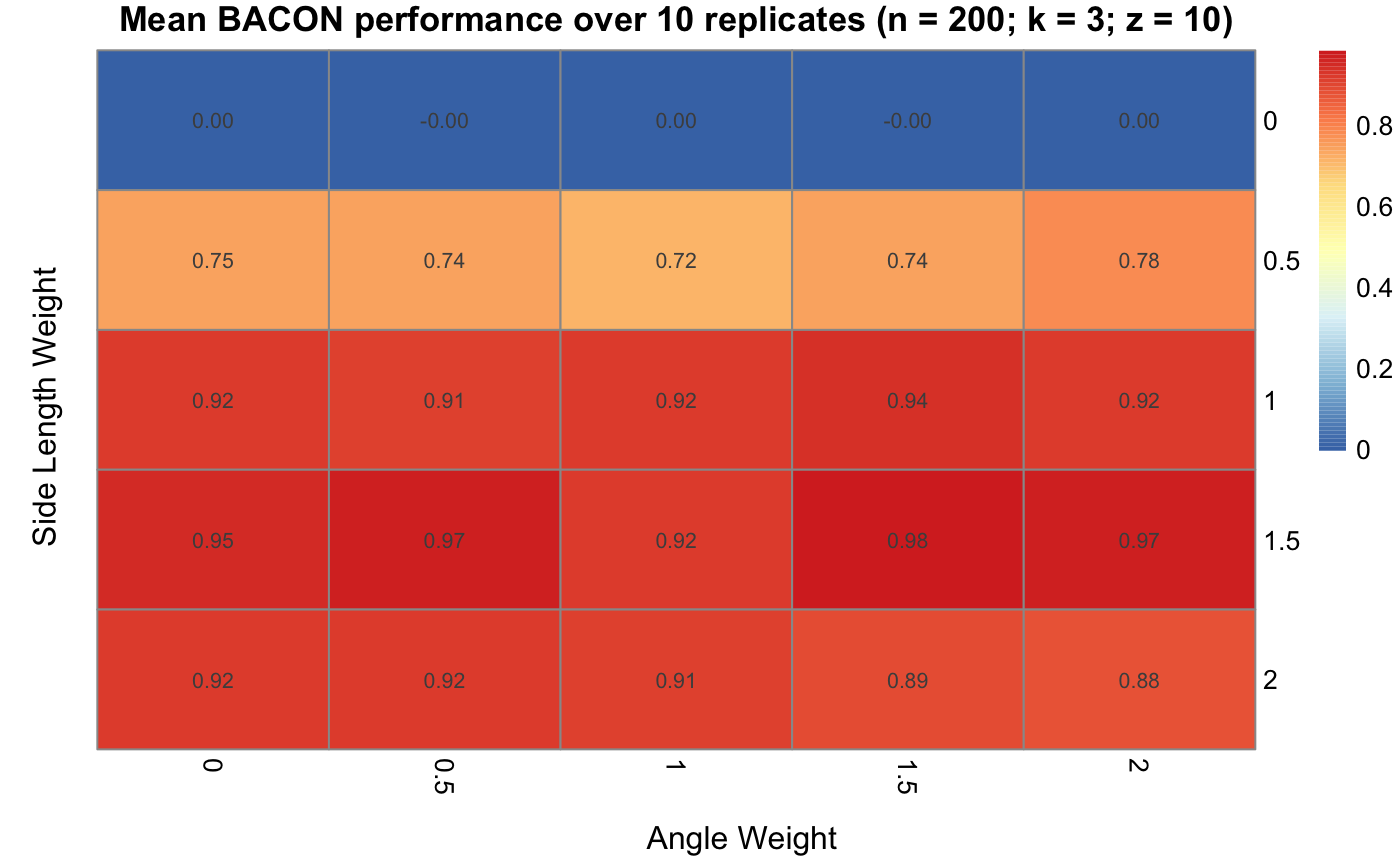 Mean BACON performance over 10 replicates (n = 200; k = 3; z = 10)
0.00 -0.00 0.00 -0.00 0.00 0
0.75 0.74 0.72 0.74 0.78 0.5
0.92 0.91 0.92 0.94 0.92 1
0.95 0.97 0.92 0.98 0.97 1.5
0.92 0.92 0.91 0.89 0.88 2
0 0.5 1 1.5 2
Angle Weight
Side Length Weight
0.8
0.6
0.4
0.2
0